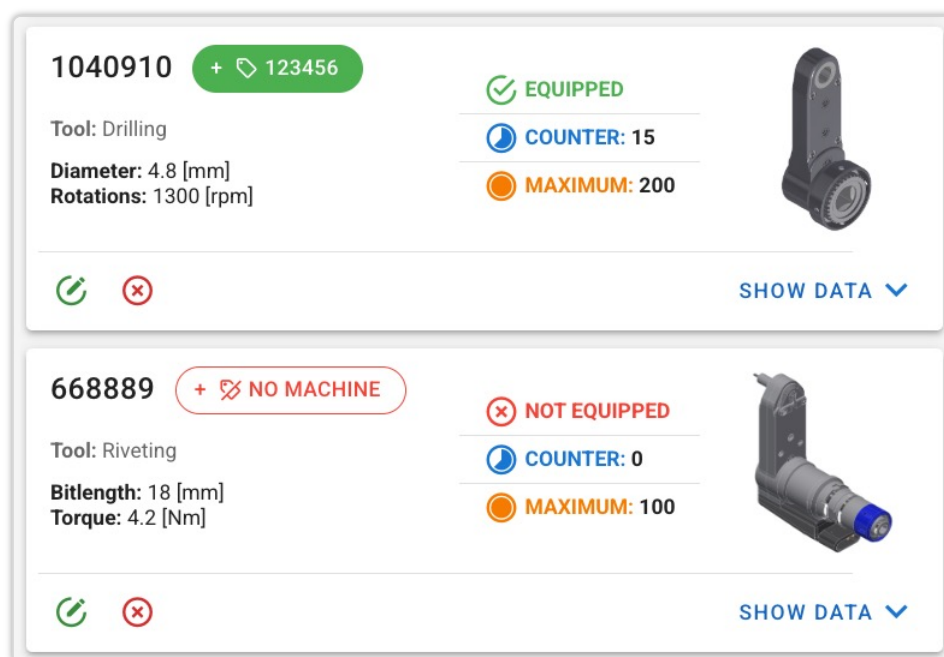 1040910
+ 123456
Tool: Drilling
Diameter: 4.8 [mm]
Rotations: 1300 [rpm]
EQUIPPED
COUNTER: 15
MAXIMUM: 200
SHOW DATA
668889
+ NO MACHINE
Tool: Riveting
Bitlength: 18 [mm]
Torque: 4.2 [Nm]
NOT EQUIPPED
COUNTER: 0
MAXIMUM: 100
SHOW DATA